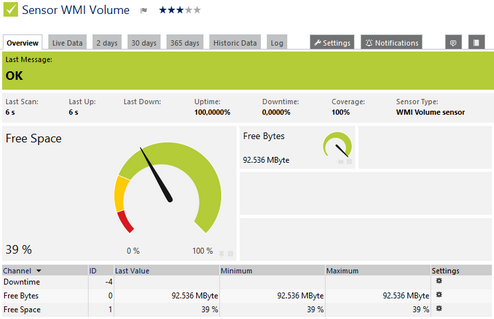 Sensor WMI Volume
Overview Live Data 2 days 30 days 365 days Historic Data Log Settings Notifications
Last Message:
OK
Last Scan: Last Up: Last Down: Uptime: Downtime: Coverage: Sensor Type:
6 s 6 s 100,0000% 0,0000% 100% WMI Volume sensor
Free Space
Free Bytes
92.536 MByte
39 %
0 % 100 %
Channel ID Last Value Minimum Maximum Settings
Downtime -4
Free Bytes 0 92.536 MByte 92.536 MByte 92.536 MByte
Free Space 1 39 % 39 % 39 %